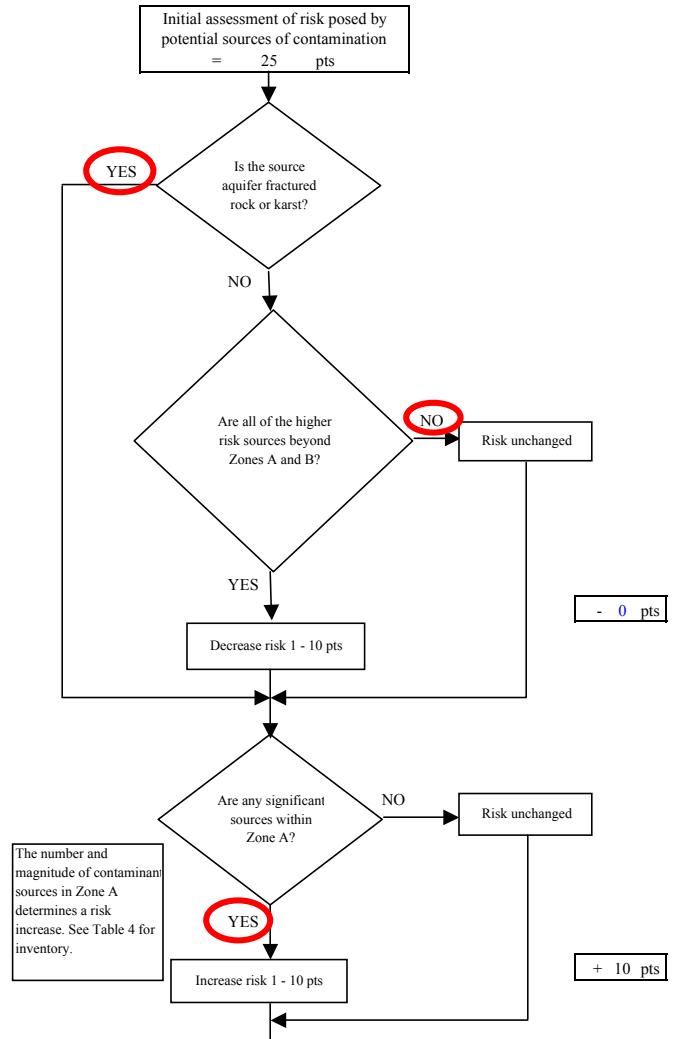 Initial assessment of risk posed by
potential sources of contamination
= 25 pts
YES
Is the source
aquifer fractured
rock or karst?
NO
Are all of the higher
risk sources beyond
Zones A and B?
NO
Risk unchanged
YES
- 0 pts
Decrease risk 1 - 10 pts
Are any significant
sources within
Zone A?
NO
Risk unchanged
The number and
magnitude of contaminant
sources in Zone A
determines a risk
increase. See Table 4 for
inventory.
YES
Increase risk 1 - 10 pts
+ 10 pts